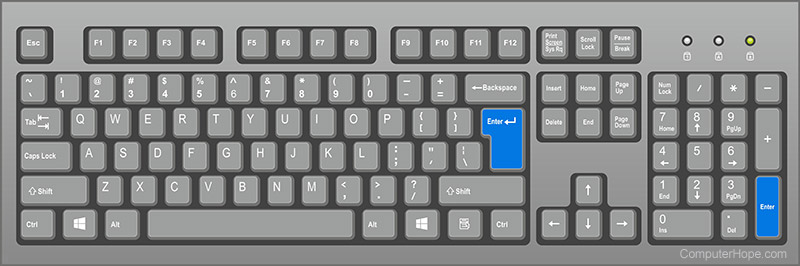 Esc F1 F2 F3 F4 F5 F6 F7 F8 F9 F10 F11 F12 Print Screen Sys Rq Scroll Lock Pause Break
~ ` ! 1 @ 2 # 3 $ 4 % 5 ^ 6 & 7 * 8 ( 9 ) 0 — - + = ←Backspace Insert Home Page Up Num Lock / * −
Tab Q W E R T Y U I O P { [ } ] Enter Delete End Page Down 7 Home 8 ↑ 9 PgUp +
Caps Lock A S D F G H J K L : ; " ' | \ 4 ← 5 6 →
⇧Shift Z X C V B N M < , > . ? / ⇧Shift ↑ 1 End 2 ↓ 3 PgDn Enter
Ctrl Alt Alt Ctrl ← ↓ → 0 Ins . Del
ComputerHope.com